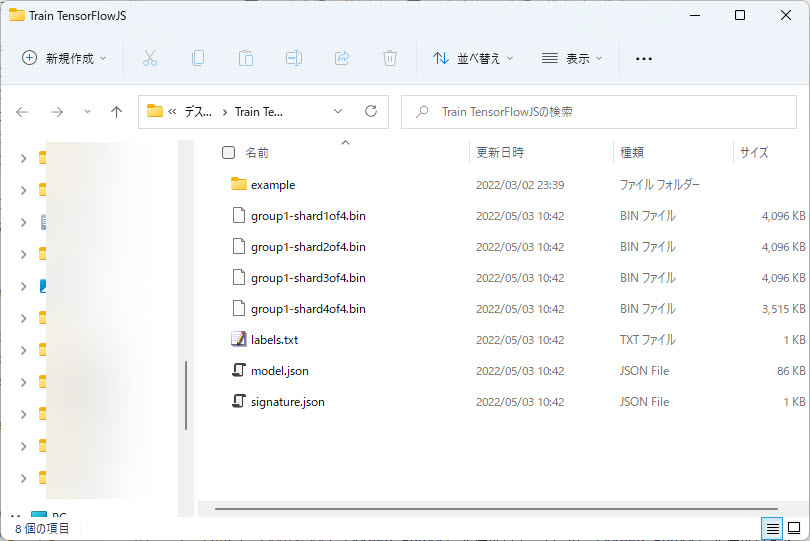 Train TensorFlowJS
新規作成
並べ替え
表示
« デス... › Train Te...
Train TensorFlowJSの検索
名前 更新日時 種類 サイズ
example 2022/03/02 23:39 ファイル フォルダー
group1-shard1of4.bin 2022/05/03 10:42 BIN ファイル 4,096 KB
group1-shard2of4.bin 2022/05/03 10:42 BIN ファイル 4,096 KB
group1-shard3of4.bin 2022/05/03 10:42 BIN ファイル 4,096 KB
group1-shard4of4.bin 2022/05/03 10:42 BIN ファイル 3,515 KB
labels.txt 2022/05/03 10:42 TXT ファイル 1 KB
model.json 2022/05/03 10:42 JSON File 86 KB
signature.json 2022/05/03 10:42 JSON File 1 KB
PC
8 個の項目